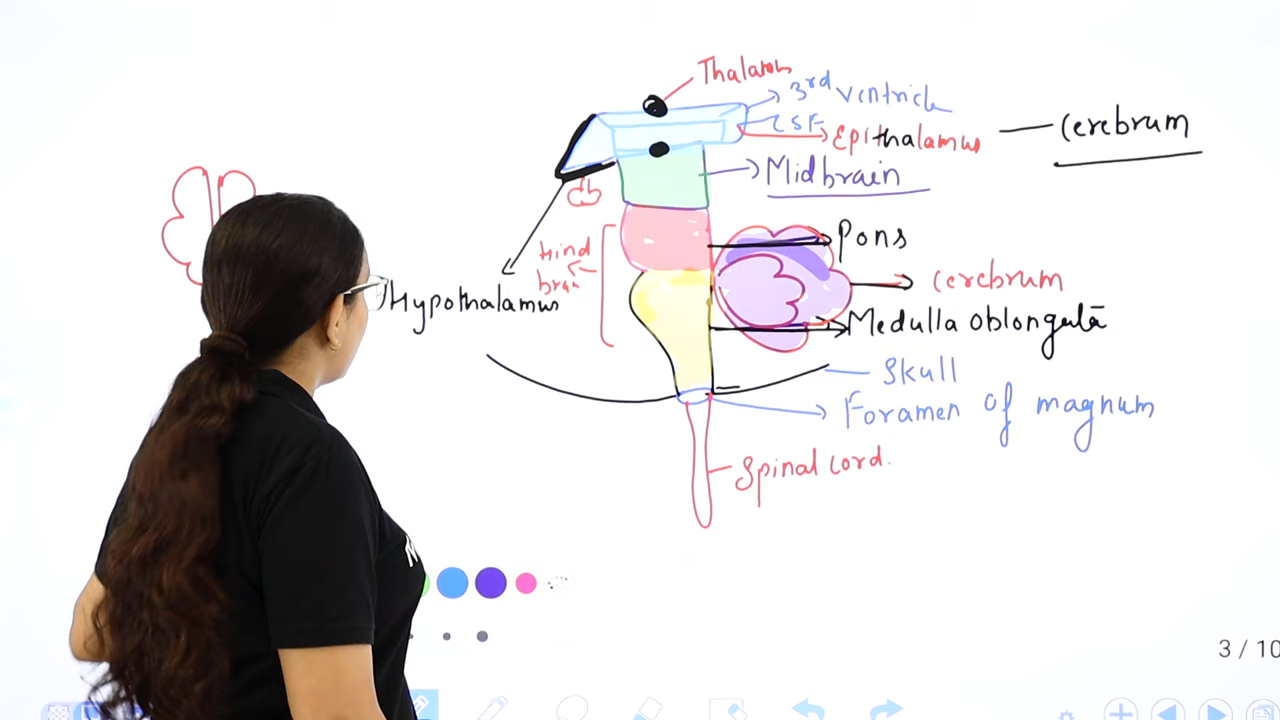 Thalamus
3rd ventricle
CSF
Epithalamus
cerebrum
Midbrain
Pons
Hind
brain
cerebrum
Hypothalamus
Medulla oblongata
Skull
Foramen of magnum
Spinal cord.
3 / 10